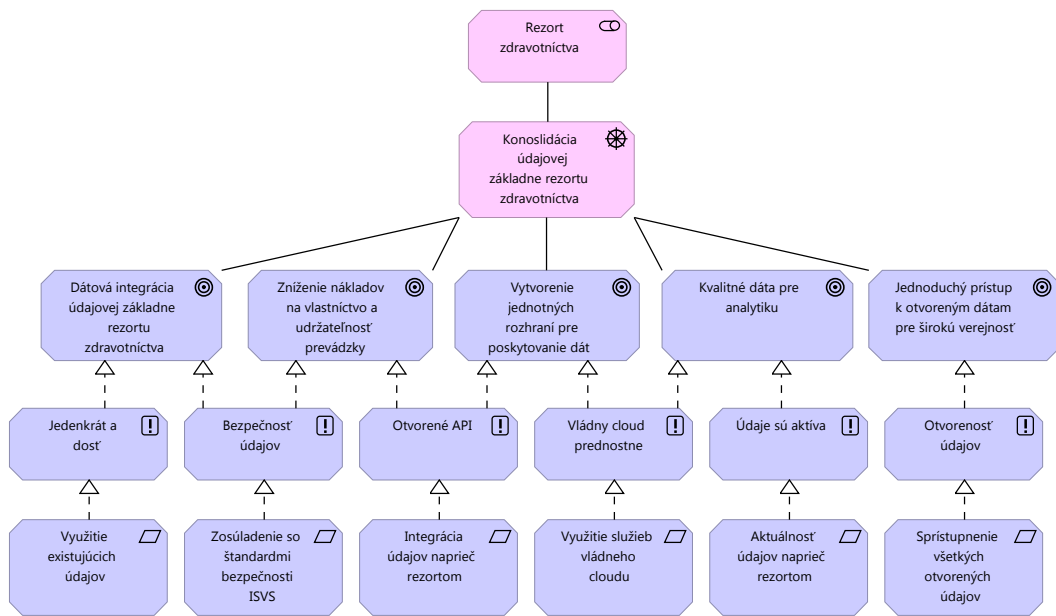 Rezort
zdravotníctva
Konoslidácia
údajovej
základne rezortu
zdravotníctva
Dátová integrácia
údajovej základne
rezortu
zdravotníctva
Zníženie nákladov
na vlastníctvo a
udržateľnosť
prevádzky
Vytvorenie
jednotných
rozhraní pre
poskytovanie dát
Kvalitné dáta pre
analytiku
Jednoduchý prístup
k otvoreným dátam
pre širokú verejnosť
Jedenkrát a
dosť
Bezpečnosť
údajov
Otvorené API
Vládny cloud
prednostne
Údaje sú aktíva
Otvorenosť
údajov
Využitie
existujúcich
údajov
Zosúladenie so
štandardmi
bezpečnosti
ISVS
Integrácia
údajov naprieč
rezortom
Využitie služieb
vládneho
cloudu
Aktuálnosť
údajov naprieč
rezortom
Sprístupnenie
všetkých
otvorených
údajov